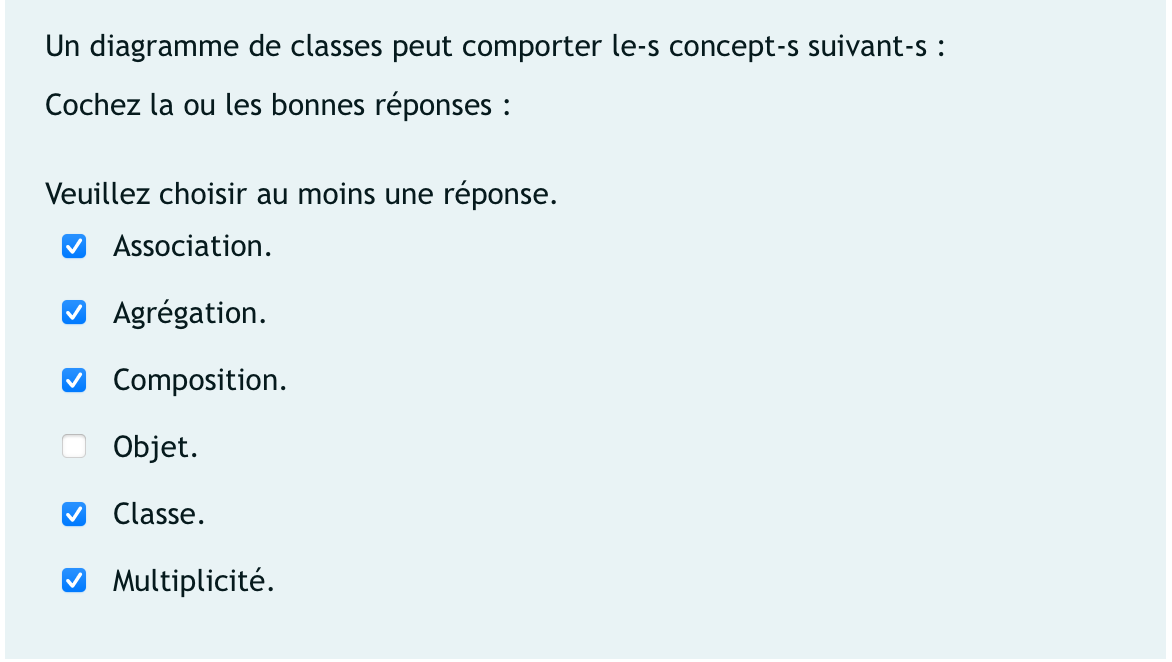 Un diagramme de classes peut comporter le-s concept-s suivant-s :
Cochez la ou les bonnes réponses :
Veuillez choisir au moins une réponse.
Association.
Agrégation.
Composition.
Objet.
Classe.
Multiplicité.